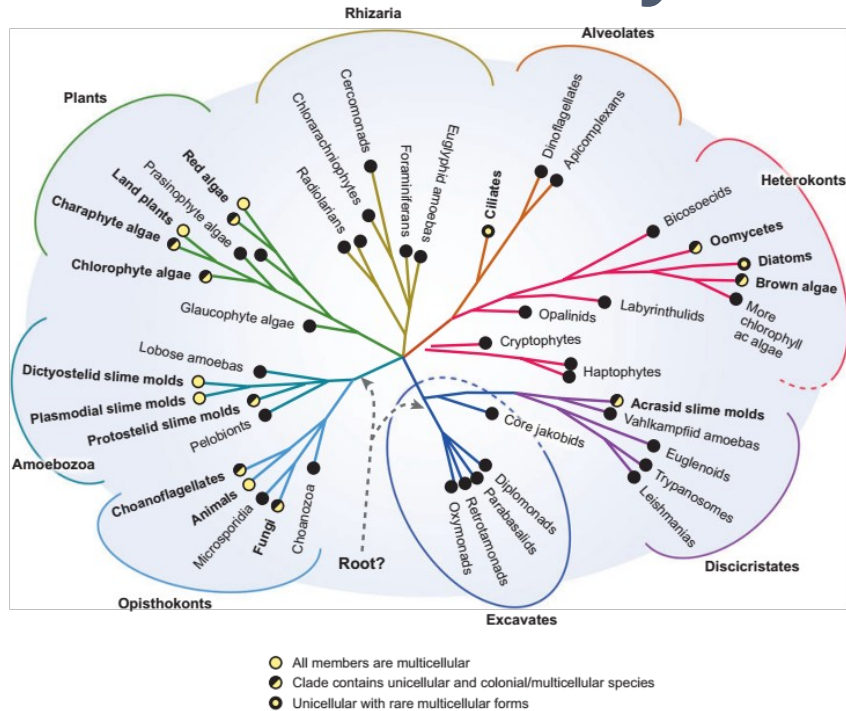 Rhizaria
Alveolates
Plants
Heterokonts
Cercomonads
Chlorarachniophytes
Radiolarians
Foraminiferans
Euglyphid amoebas
Ciliates
Dinoflagellates
Apicomplexans
Red algae
Prasinophyte algae
Land plants
Charaphyte algae
Chlorophyte algae
Glaucophyte algae
Bicosoecids
Oomycetes
Diatoms
Brown algae
More
chlorophyll
ac algae
Labyrinthulids
Opalinids
Cryptophytes
Haptophytes
Lobose amoebas
Dictyostelid slime molds
Plasmodial slime molds
Protostelid slime molds
Pelobionts
Amoebozoa
Choanoflagellates
Animals
Microsporidia
Fungi
Choanozoa
Opisthokonts
Root?
Core jakobids
Diplomonads
Parabasalids
Retrotamonads
Oxymonads
Excavates
Acrasid slime molds
Vahlkampfiid amoebas
Euglenoids
Trypanosomes
Leishmanias
Discicristates
All members are multicellular
Clade contains unicellular and colonial/multicellular species
Unicellular with rare multicellular forms